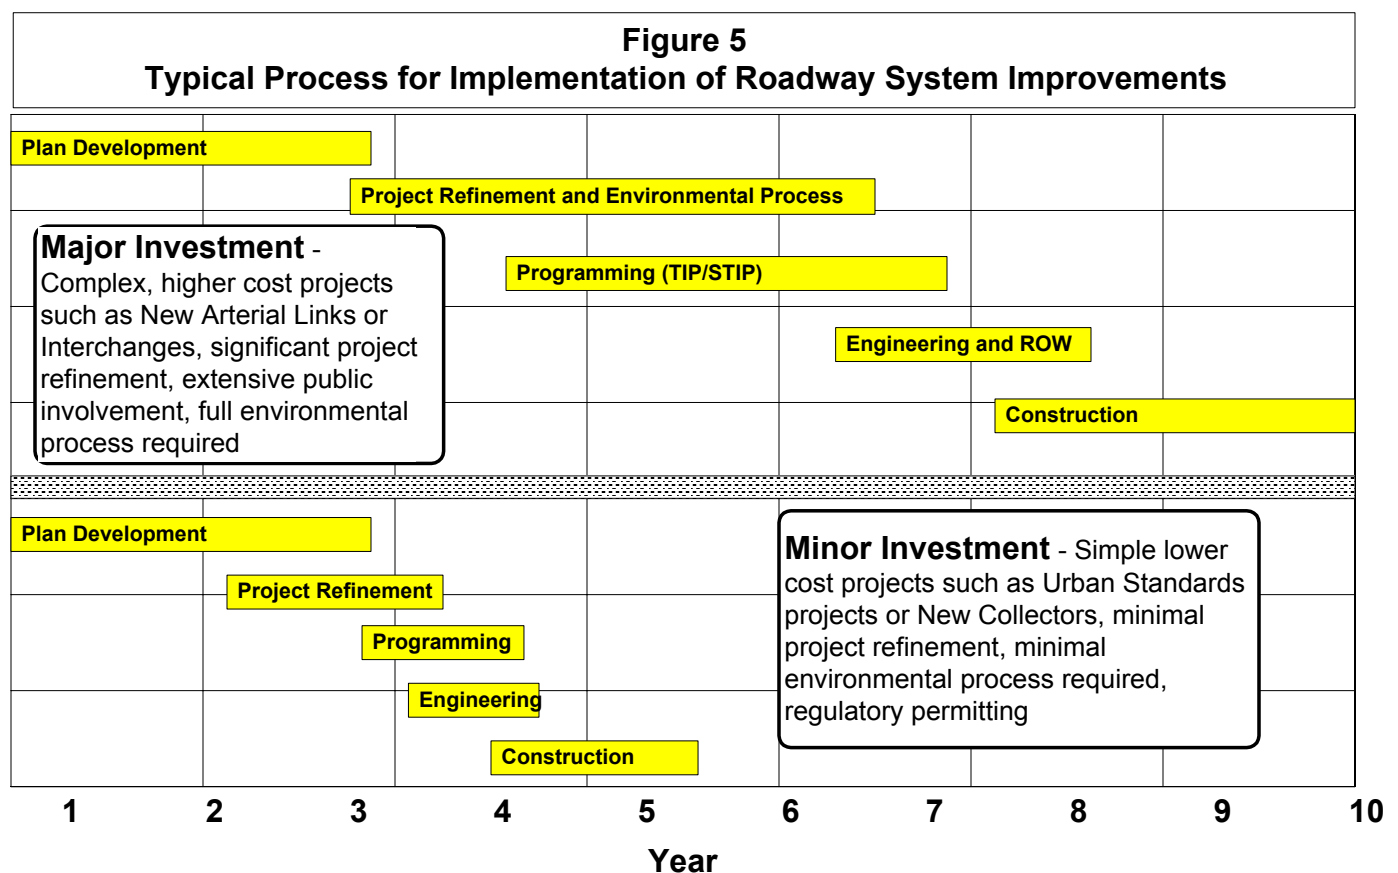 Figure 5
Typical Process for Implementation of Roadway System Improvements
Plan Development
Project Refinement and Environmental Process
Major Investment -
Complex, higher cost projects
such as New Arterial Links or
Interchanges, significant project
refinement, extensive public
involvement, full environmental
process required
Programming (TIP/STIP)
Engineering and ROW
Construction
Plan Development
Project Refinement
Programming
Engineering
Construction
Minor Investment - Simple lower
cost projects such as Urban Standards
projects or New Collectors, minimal
project refinement, minimal
environmental process required,
regulatory permitting
1 2 3 4 5 6 7 8 9 10
Year